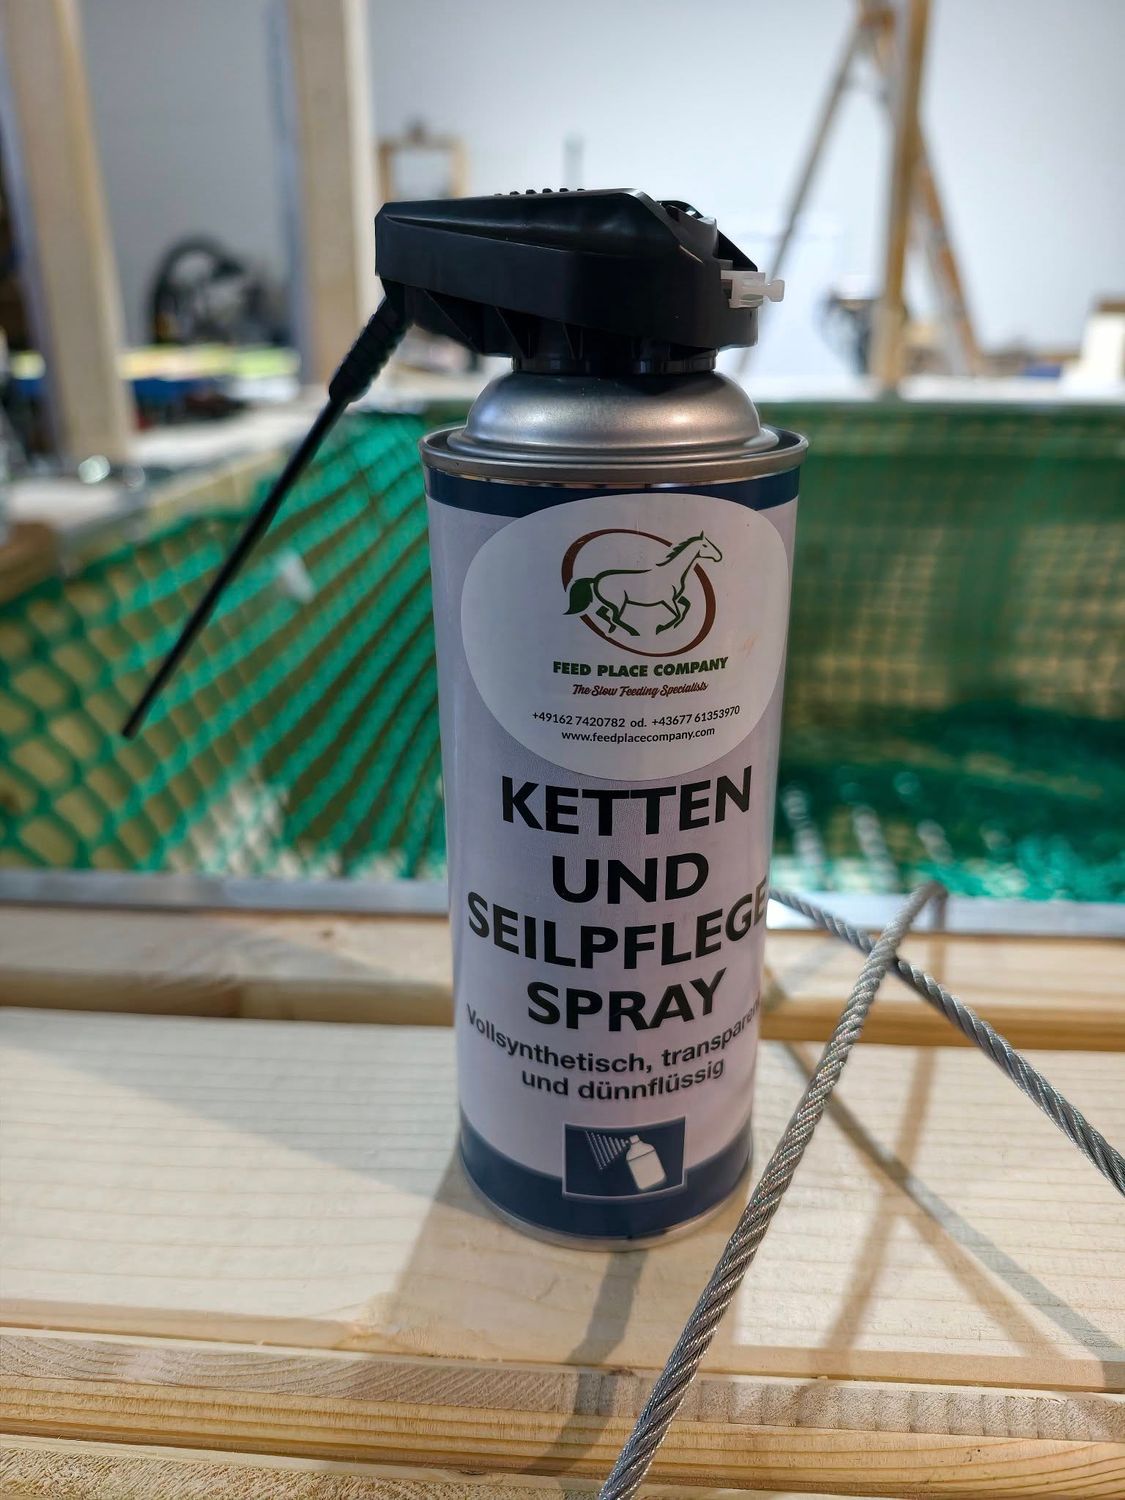 FEED PLACE COMPANY
The Slow Feeding Specialists
+49162 7420782 od. +43677 61353970
www.feedplacecompany.com
KETTEN
UND
SEILPFLEGE
SPRAY
Vollsynthetisch, transparent
und dünnflüssig